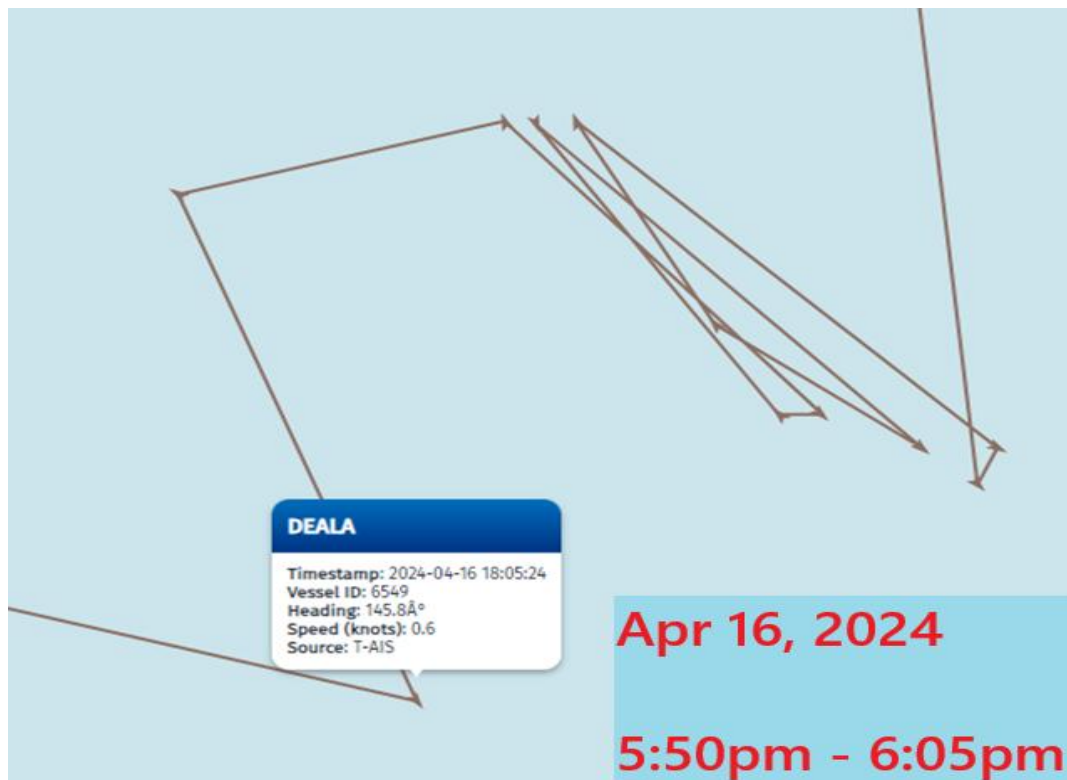 DEALA
Timestamp: 2024-04-16 18:05:24
Vessel ID: 6549
Heading: 145.8Âº
Speed (knots): 0.6
Source: T-AIS
Apr 16, 2024
5:50pm - 6:05pm